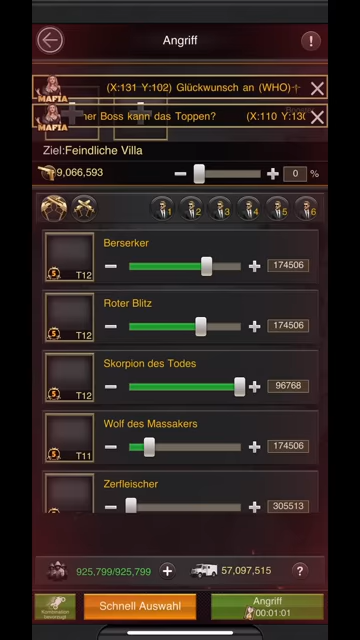 Angriff
(X:131 Y:102) Glückwunsch an (WHO)
MAFIA
her Boss kann das Toppen? (X:110 Y:130
MAFIA
Ziel:Feindliche Villa
9,066,593
0 %
1 2 3 4 5 6
Berserker
T12
174506
Roter Blitz
T12
174506
Skorpion des Todes
T12
96768
Wolf des Massakers
T11
174506
Zerfleischer
T11
305513
925,799/925,799
57,097,515
?
Schnell Auswahl
Angriff
00:01:01